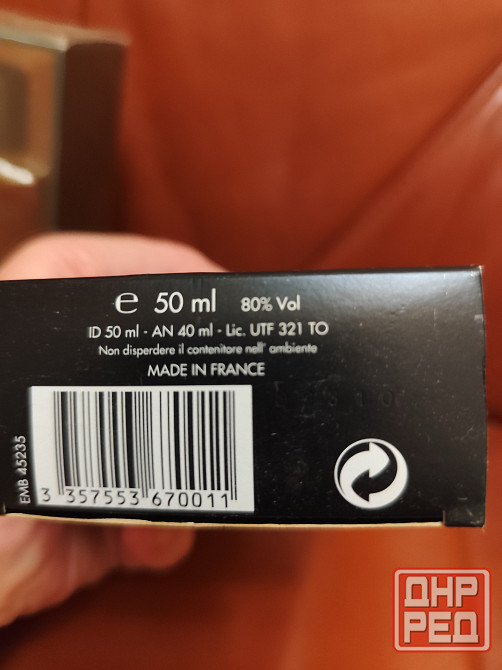 e 50 ml 80% Vol
ID 50 ml - AN 40 ml - Lic. UTF 321 TO
Non disperdere il contenitore nell' ambiente
MADE IN FRANCE
EMB 45235
3 357553 670011
ДНР
РЕД